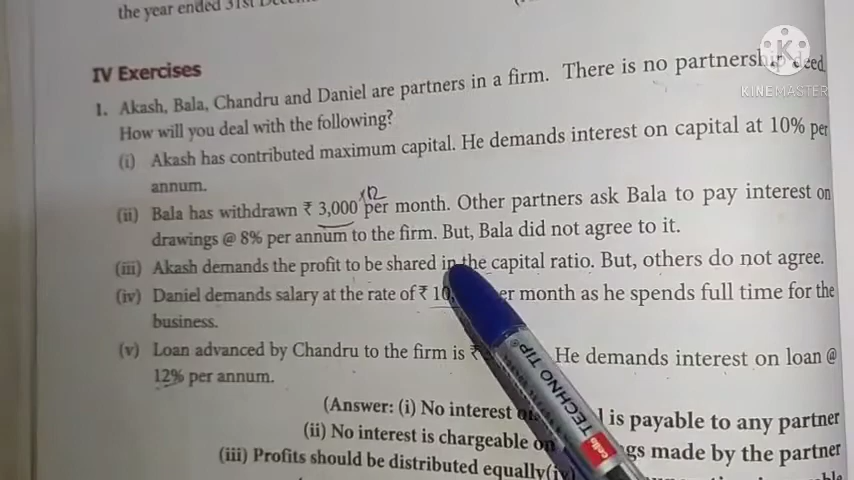 the year ended 31st
KINEMASTER
IV Exercises
1. Akash, Bala, Chandru and Daniel are partners in a firm. There is no partnership deed
How will you deal with the following?
(i) Akash has contributed maximum capital. He demands interest on capital at 10% per
annum.
×12
(ii) Bala has withdrawn ₹ 3,000 per month. Other partners ask Bala to pay interest on
drawings @ 8% per annum to the firm. But, Bala did not agree to it.
(iii) Akash demands the profit to be shared in the capital ratio. But, others do not agree.
(iv) Daniel demands salary at the rate of ₹ 10, per month as he spends full time for the
business.
(v) Loan advanced by Chandru to the firm is ₹ He demands interest on loan @
12% per annum.
(Answer: (i) No interest is payable to any partner
(ii) No interest is chargeable on made by the partner
(iii) Profits should be distributed equally (iv)
cello TECHNO TIP